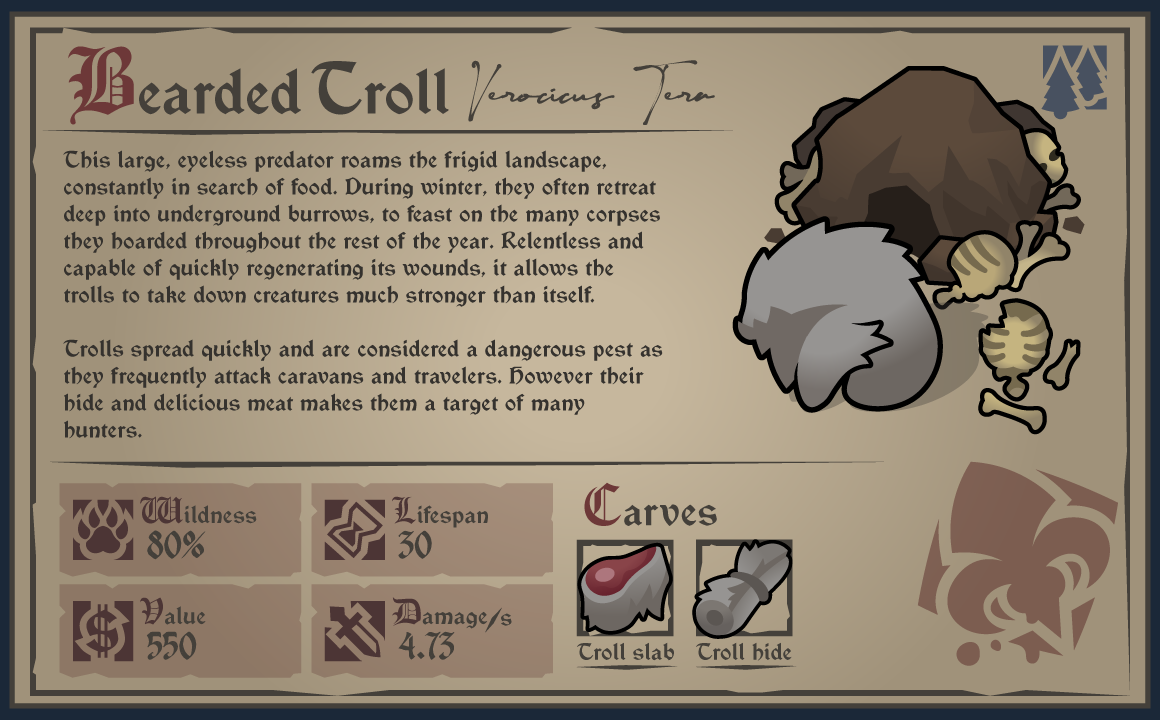 Bearded Troll Verocicus Tern
This large, eyeless predator roams the frigid landscape,
constantly in search of food. During winter, they often retreat
deep into underground burrows, to feast on the many corpses
they hoarded throughout the rest of the year. Relentless and
capable of quickly regenerating its wounds, it allows the
trolls to take down creatures much stronger than itself.
Trolls spread quickly and are considered a dangerous pest as
they frequently attack caravans and travelers. However their
hide and delicious meat makes them a target of many
hunters.
Wildness
80%
Lifespan
30
Value
550
Damage/s
4.73
Carves
Troll slab
Troll hide